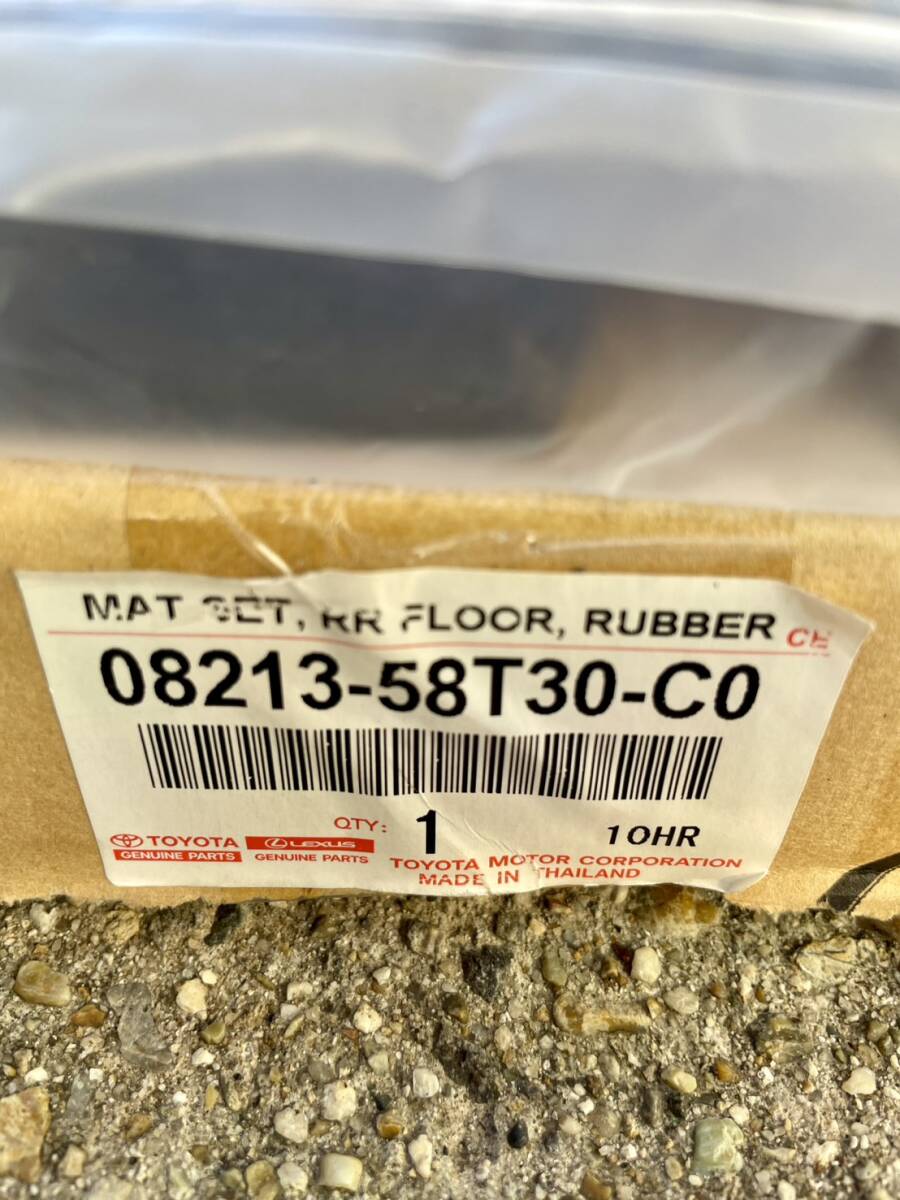 MAT SET, RR FLOOR, RUBBER
CE
08213-58T30-C0
QTY: 1 10HR
TOYOTA LEXUS
GENUINE PARTS GENUINE PARTS
TOYOTA MOTOR CORPORATION
MADE IN THAILAND